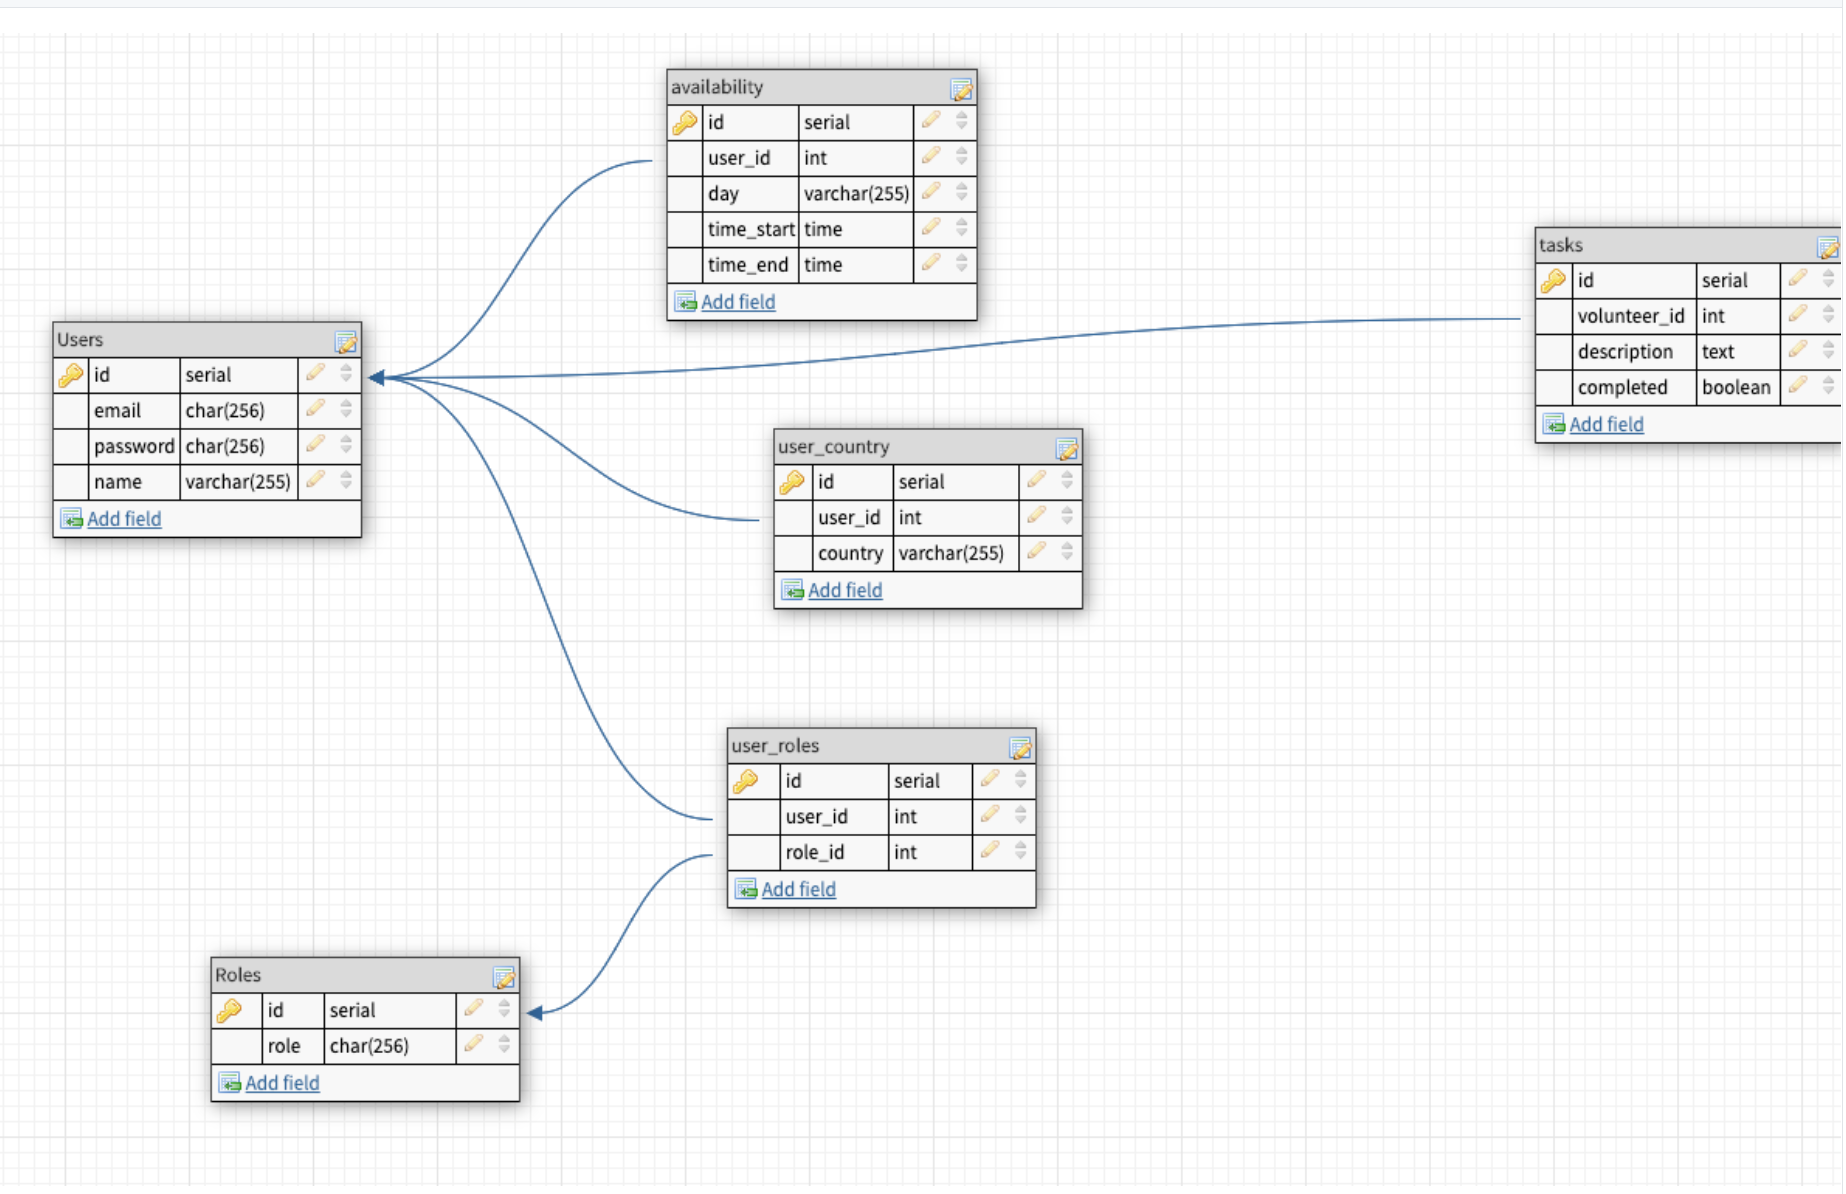 availability
id serial
user_id int
day varchar(255)
time_start time
time_end time
Add field
tasks
id serial
volunteer_id int
description text
completed boolean
Add field
Users
id serial
email char(256)
password char(256)
name varchar(255)
Add field
user_country
id serial
user_id int
country varchar(255)
Add field
user_roles
id serial
user_id int
role_id int
Add field
Roles
id serial
role char(256)
Add field